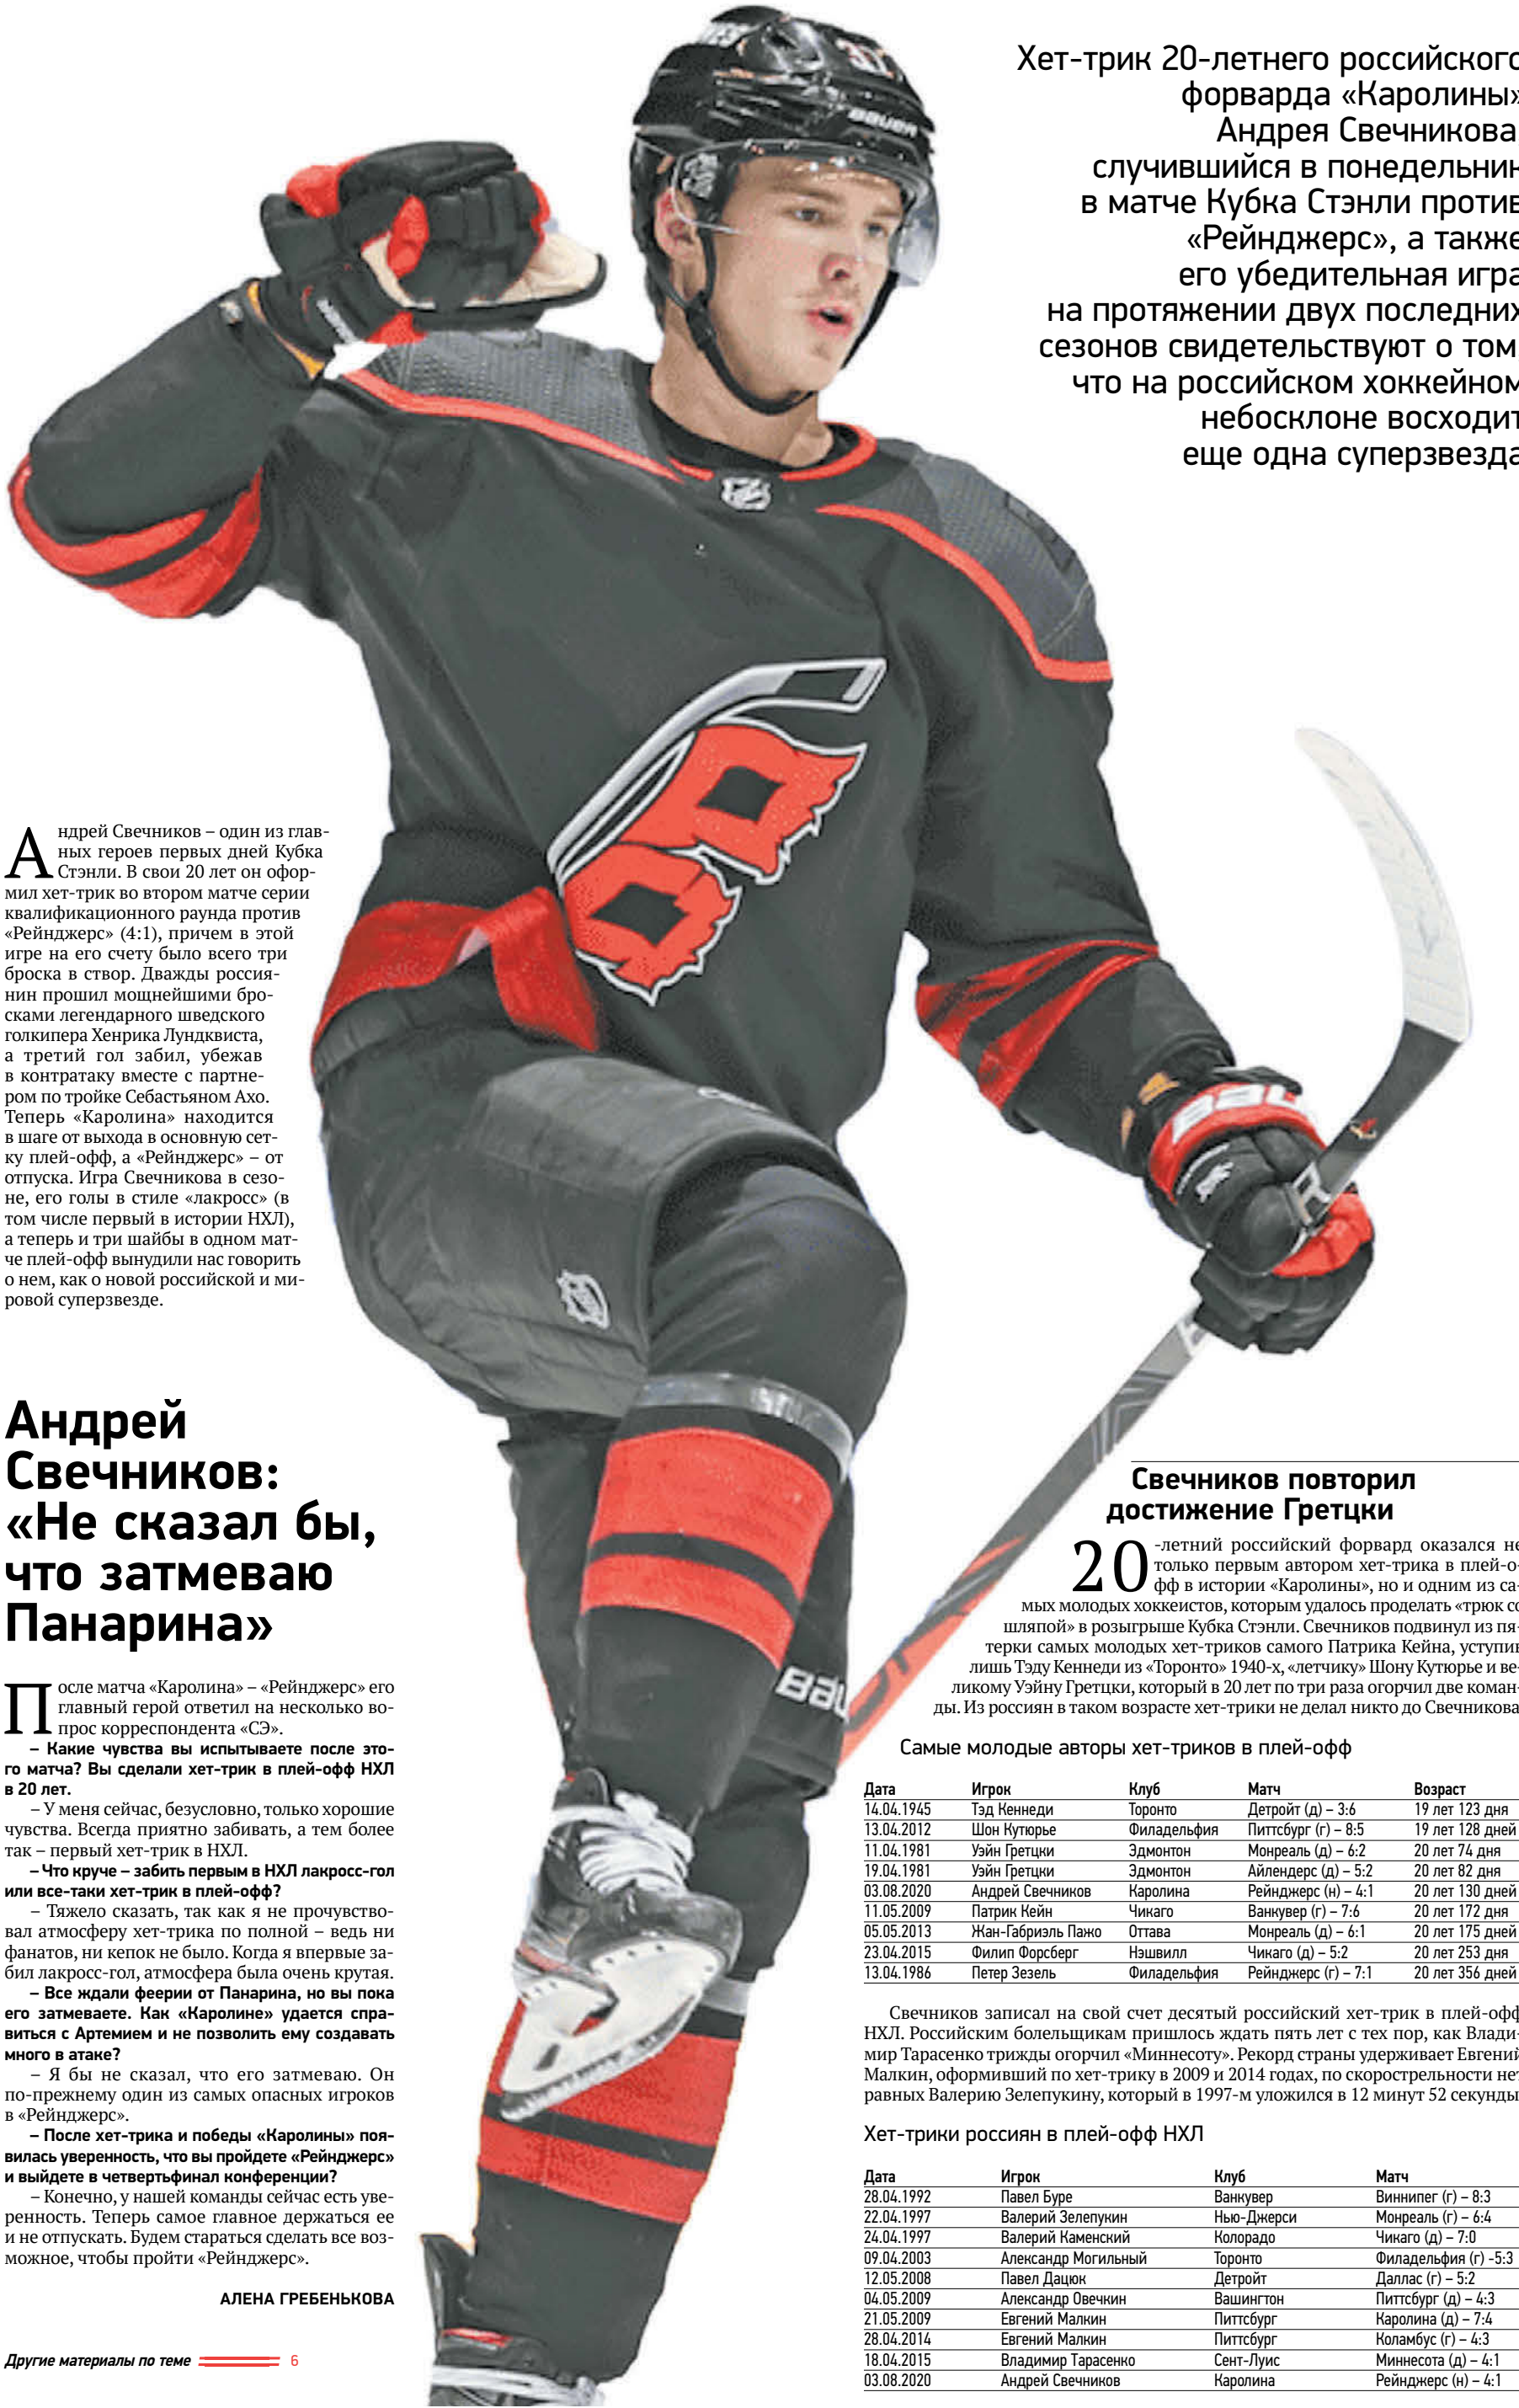 Хет-трик 20-летнего российского
форварда «Каролины»
Андрея Свечникова,
случившийся в понедельник
в матче Кубка Стэнли против
«Рейнджерс», а также
его убедительная игра
на протяжении двух последних
сезонов свидетельствуют о том,
что на российском хоккейном
небосклоне восходит
еще одна суперзвезда
37
BAUER
Андрей Свечников – один из глав-
ных героев первых дней Кубка
Стэнли. В свои 20 лет он офор-
мил хет-трик во втором матче серии
квалификационного раунда против
«Рейнджерс» (4:1), причем в этой
игре на его счету было всего три
броска в створ. Дважды россия-
нин прошил мощнейшими бро-
сками легендарного шведского
голкипера Хенрика Лундквиста,
а третий гол забил, убежав
в контратаку вместе с партне-
ром по тройке Себастьяном Ахо.
Теперь «Каролина» находится
в шаге от выхода в основную сет-
ку плей-офф, а «Рейнджерс» – от
отпуска. Игра Свечникова в сезо-
не, его голы в стиле «лакросс» (в
том числе первый в истории НХЛ),
а теперь и три шайбы в одном мат-
че плей-офф вынудили нас говорить
о нем, как о новой российской и ми-
ровой суперзвезде.
Андрей
Свечников:
«Не сказал бы,
что затмеваю
Панарина»
После матча «Каролина» – «Рейнджерс» его
главный герой ответил на несколько во-
прос корреспондента «СЭ».
– Какие чувства вы испытываете после это-
го матча? Вы сделали хет-трик в плей-офф НХЛ
в 20 лет.
– У меня сейчас, безусловно, только хорошие
чувства. Всегда приятно забивать, а тем более
так – первый хет-трик в НХЛ.
– Что круче – забить первым в НХЛ лакросс-гол
или все-таки хет-трик в плей-офф?
– Тяжело сказать, так как я не прочувство-
вал атмосферу хет-трика по полной – ведь ни
фанатов, ни кепок не было. Когда я впервые за-
бил лакросс-гол, атмосфера была очень крутая.
– Все ждали феерии от Панарина, но вы пока
его затмеваете. Как «Каролине» удается спра-
виться с Артемием и не позволить ему создавать
много в атаке?
– Я бы не сказал, что его затмеваю. Он
по-прежнему один из самых опасных игроков
в «Рейнджерс».
– После хет-трика и победы «Каролины» поя-
вилась уверенность, что вы пройдете «Рейнджерс»
и выйдете в четвертьфинал конференции?
– Конечно, у нашей команды сейчас есть уве-
ренность. Теперь самое главное держаться ее
и не отпускать. Будем стараться сделать все воз-
можное, чтобы пройти «Рейнджерс».
АЛЕНА ГРЕБЕНЬКОВА
Другие материалы по теме 6
Свечников повторил
достижение Гретцки
20-летний российский форвард оказался не
только первым автором хет-трика в плей-о-
фф в истории «Каролины», но и одним из са-
мых молодых хоккеистов, которым удалось проделать «трюк со
шляпой» в розыгрыше Кубка Стэнли. Свечников подвинул из пя-
терки самых молодых хет-триков самого Патрика Кейна, уступив
лишь Тэду Кеннеди из «Торонто» 1940-х, «летчику» Шону Кутюрье и ве-
ликому Уэйну Гретцки, который в 20 лет по три раза огорчил две коман-
ды. Из россиян в таком возрасте хет-трики не делал никто до Свечникова.
Самые молодые авторы хет-триков в плей-офф
Дата Игрок Клуб Матч Возраст
14.04.1945 Тэд Кеннеди Торонто Детройт (д) – 3:6 19 лет 123 дня
13.04.2012 Шон Кутюрье Филадельфия Питтсбург (г) – 8:5 19 лет 128 дней
11.04.1981 Уэйн Гретцки Эдмонтон Монреаль (д) – 6:2 20 лет 74 дня
19.04.1981 Уэйн Гретцки Эдмонтон Айлендерс (д) – 5:2 20 лет 82 дня
03.08.2020 Андрей Свечников Каролина Рейнджерс (н) – 4:1 20 лет 130 дней
11.05.2009 Патрик Кейн Чикаго Ванкувер (г) – 7:6 20 лет 172 дня
05.05.2013 Жан-Габриэль Пажо Оттава Монреаль (д) – 6:1 20 лет 175 дней
23.04.2015 Филип Форсберг Нэшвилл Чикаго (д) – 5:2 20 лет 253 дня
13.04.1986 Петер Зезель Филадельфия Рейнджерс (г) – 7:1 20 лет 356 дней
Свечников записал на свой счет десятый российский хет-трик в плей-офф
НХЛ. Российским болельщикам пришлось ждать пять лет с тех пор, как Влади-
мир Тарасенко трижды огорчил «Миннесоту». Рекорд страны удерживает Евгений
Малкин, оформивший по хет-трику в 2009 и 2014 годах, по скорострельности нет
равных Валерию Зелепукину, который в 1997-м уложился в 12 минут 52 секунды.
Хет-трики россиян в плей-офф НХЛ
Дата Игрок Клуб Матч
28.04.1992 Павел Буре Ванкувер Виннипег (г) – 8:3
22.04.1997 Валерий Зелепукин Нью-Джерси Монреаль (г) – 6:4
24.04.1997 Валерий Каменский Колорадо Чикаго (д) – 7:0
09.04.2003 Александр Могильный Торонто Филадельфия (г) -5:3
12.05.2008 Павел Дацюк Детройт Даллас (г) – 5:2
04.05.2009 Александр Овечкин Вашингтон Питтсбург (д) – 4:3
21.05.2009 Евгений Малкин Питтсбург Каролина (д) – 7:4
28.04.2014 Евгений Малкин Питтсбург Коламбус (г) – 4:3
18.04.2015 Владимир Тарасенко Сент-Луис Миннесота (д) – 4:1
03.08.2020 Андрей Свечников Каролина Рейнджерс (н) – 4:1